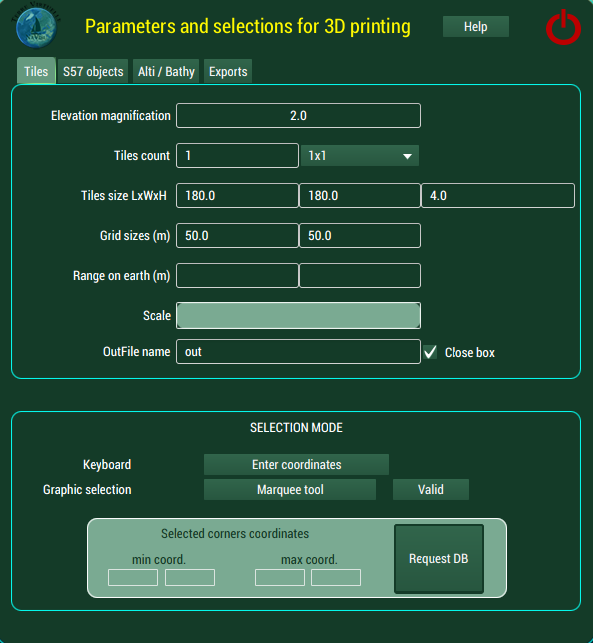 Parameters and selections for 3D printing
Help
Tiles S57 objects Alti / Bathy Exports
Elevation magnification 2.0
Tiles count 1 1x1
Tiles size LxWxH 180.0 180.0 4.0
Grid sizes (m) 50.0 50.0
Range on earth (m)
Scale
OutFile name out Close box
SELECTION MODE
Keyboard Enter coordinates
Graphic selection Marquee tool Valid
Selected corners coordinates
min coord. max coord.
Request DB